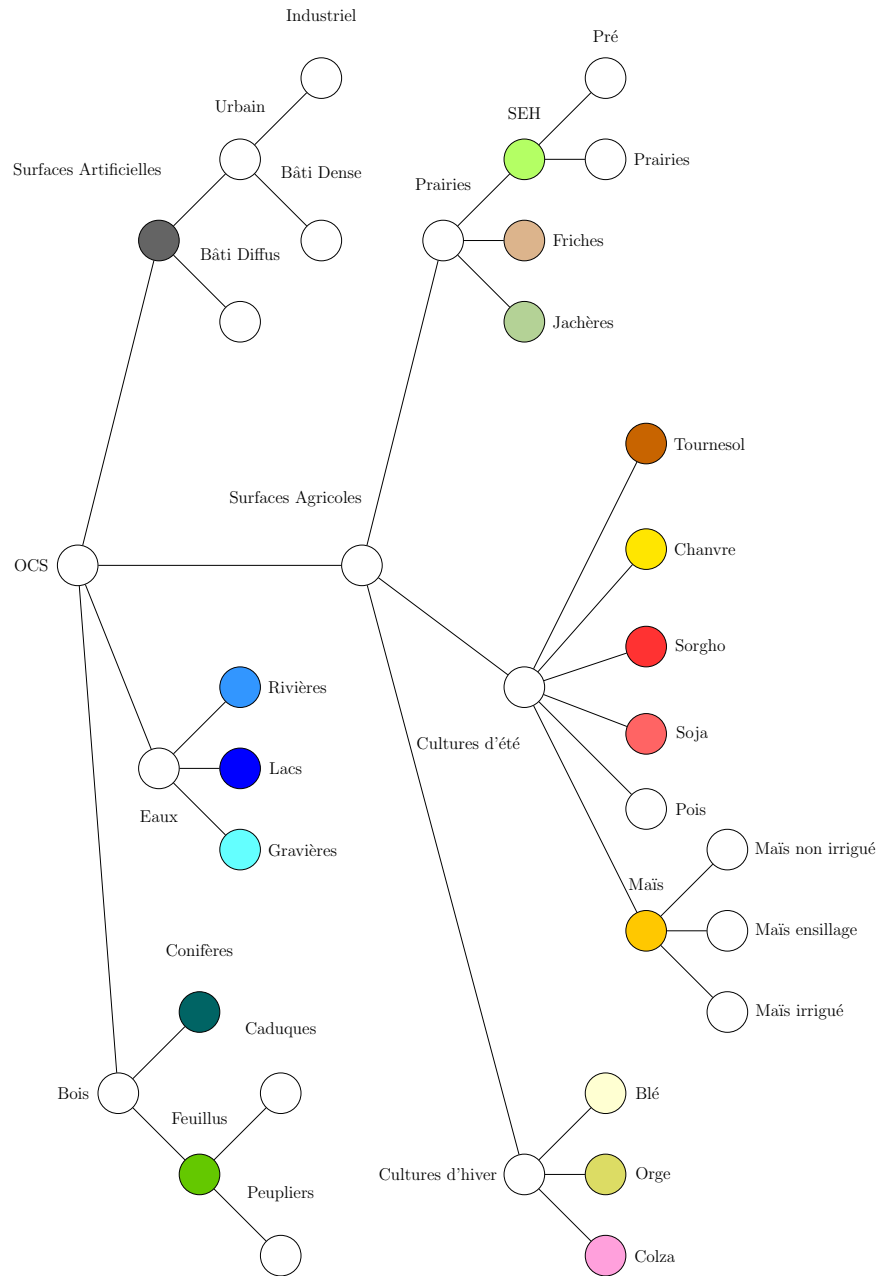 Industriel
Pré
Urbain
SEH
Surfaces Artificielles
Bâti Dense
Prairies
Prairies
Bâti Diffus
Friches
Jachères
Tournesol
Surfaces Agricoles
Chanvre
OCS
Sorgho
Rivières
Soja
Cultures d'été
Lacs
Eaux
Pois
Gravières
Maïs non irrigué
Maïs
Maïs ensillage
Conifères
Maïs irrigué
Caduques
Bois
Blé
Feuillus
Cultures d'hiver
Orge
Peupliers
Colza